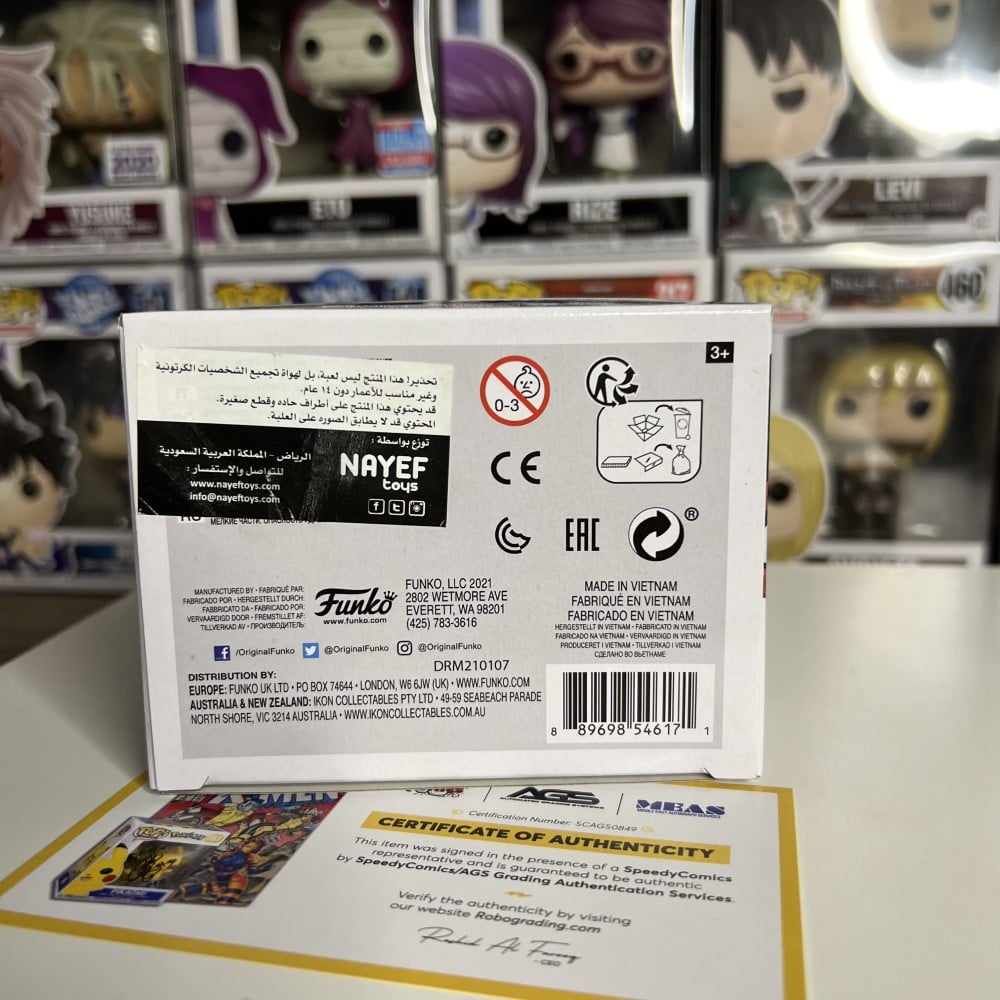 YUSUKE
ETO
RIZE
LEVI
POP!
460
3+
تحذير! هذا المنتج ليس لعبة، بل لهواة تجميع الشخصيات الكرتونية
وغير مناسب للأعمار دون ١٤ عام.
قد يحتوي هذا المنتج على أطراف حاده وقطع صغيرة.
المحتوي قد لا يطابق الصوره على العلبة.
توزع بواسطة :
الرياض - المملكة العربية السعودية
للتواصل والإستفسار :
www.nayeftoys.com
info@nayeftoys.com
NAYEF
toys
МЕЛКИЕ ЧАСТИ.
0-3
CE
EAC
®
MANUFACTURED BY • FABRIQUÉ PAR:
FABRICADO POR • HERGESTELLT DURCH:
FABBRICATO DA • FABRICADO POR:
VERVAARDIGD DOOR • FREMSTILLET AF:
TILLVERKAD AV • ПРОИЗВОДИТЕЛЬ:
Funko
www.funko.com
FUNKO, LLC 2021
2802 WETMORE AVE
EVERETT, WA 98201
(425) 783-3616
/OriginalFunko @OriginalFunko @OriginalFunko
DRM210107
DISTRIBUTION BY:
EUROPE: FUNKO UK LTD • PO BOX 74644 • LONDON, W6 6JW (UK) • WWW.FUNKO.COM
AUSTRALIA & NEW ZEALAND: IKON COLLECTABLES PTY LTD • 49-59 SEABEACH PARADE
NORTH SHORE, VIC 3214 AUSTRALIA • WWW.IKONCOLLECTABLES.COM.AU
MADE IN VIETNAM
FABRIQUÉ EN VIETNAM
FABRICADO EN VIETNAM
HERGESTELLT IN VIETNAM • FABBRICATO IN VIETNAM
FABRICADO NA VIETNAM • VERVAARDIGD IN VIETNAM
PRODUCERET I VIETNAM • TILLVERKAD I VIETNAM
СДЕЛАНО ВО ВЬЕТНАМЕ
8 89698 54617 1
AGS
MEAS
MIDDLE EAST AUTOGRAPH SERVICES
Certification Number: SCAGS0849
CERTIFICATE OF AUTHENTICITY
This item was signed in the presence of a SpeedyComics
representative and is guaranteed to be authentic
by SpeedyComics/AGS Grading Authentication Services.
Verify the authenticity by visiting
our website Robograding.com
CEO